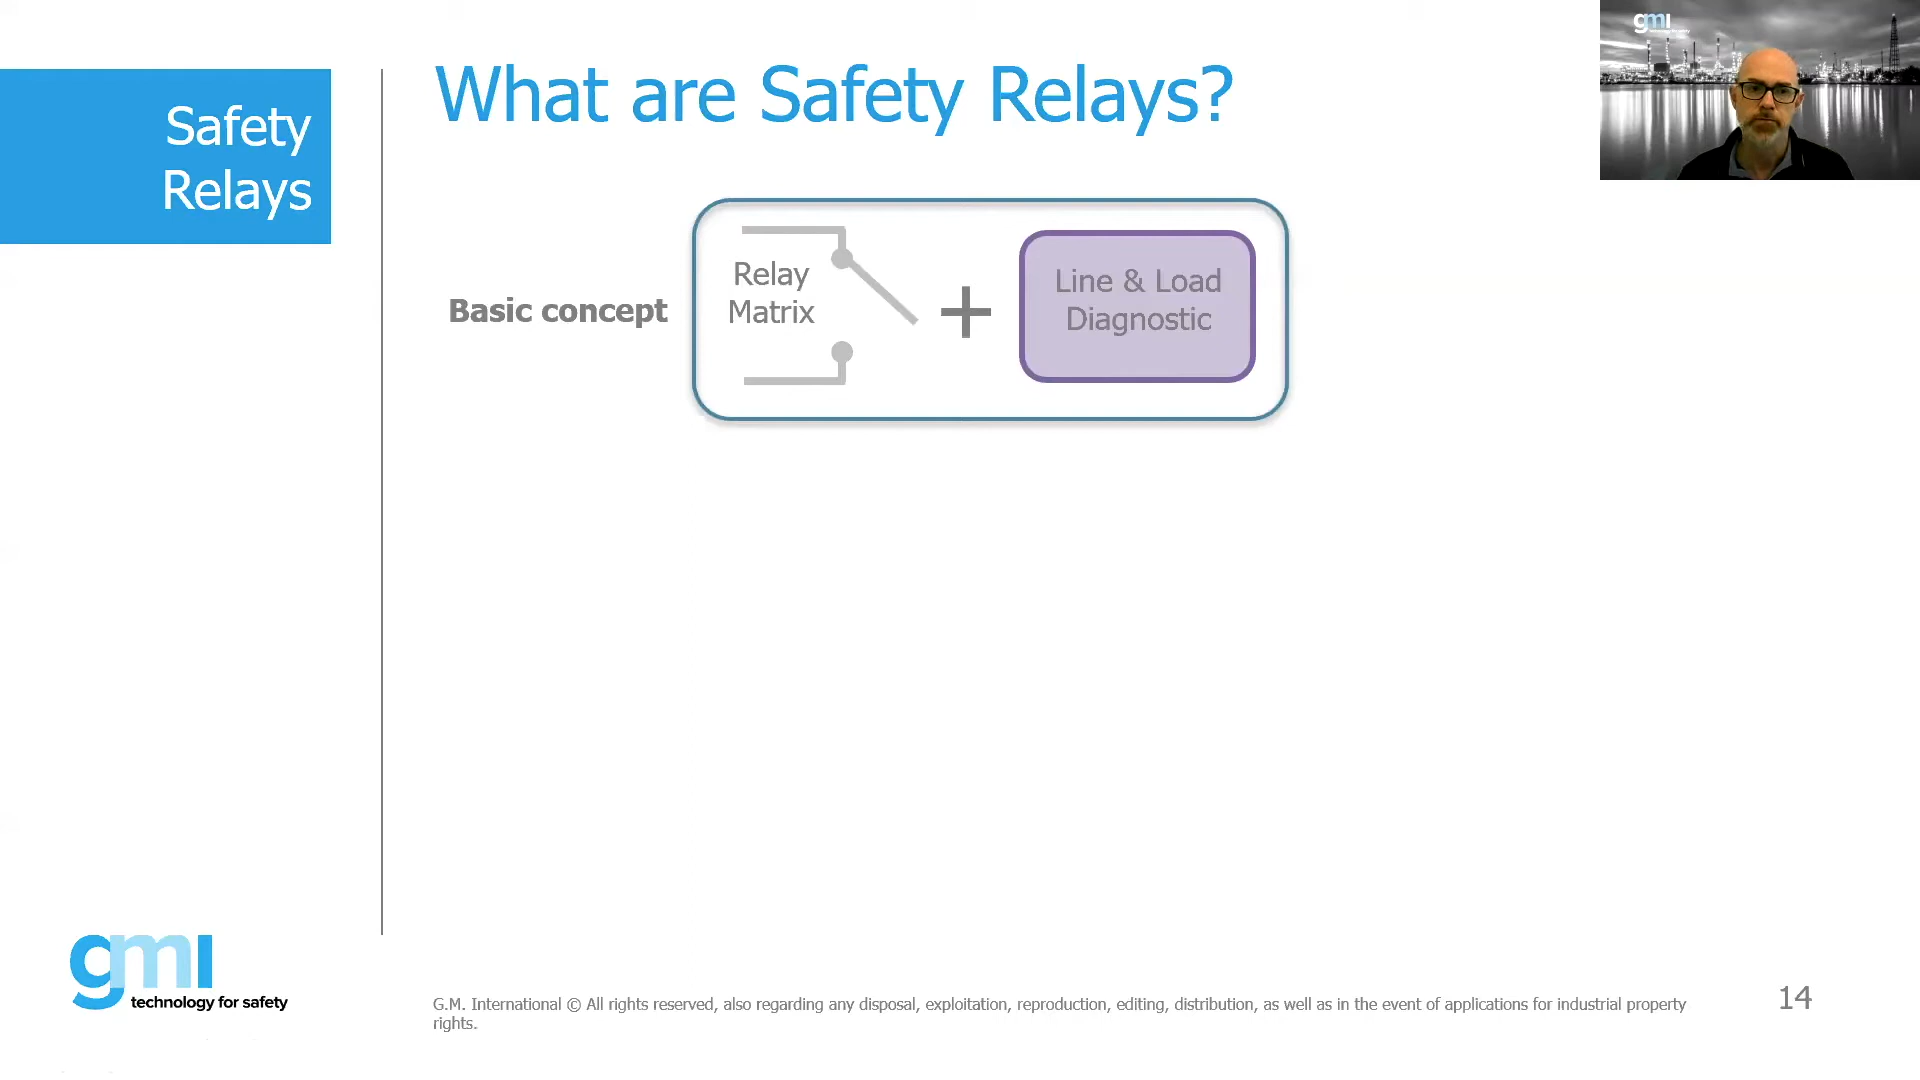 Safety
Relays
What are Safety Relays?
gmi
Basic concept
Relay
Matrix
+
Line & Load
Diagnostic
gmi
technology for safety
G.M. International © All rights reserved, also regarding any disposal, exploitation, reproduction, editing, distribution, as well as in the event of applications for industrial property
rights.
14